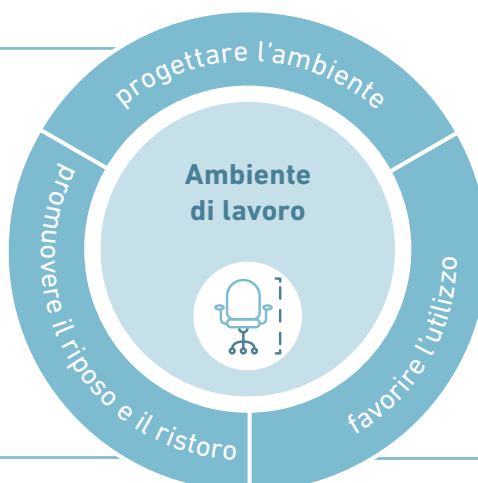 progettare l'ambiente
Ambiente
di lavoro
promuovere il riposo e il ristoro
favorire l'utilizzo